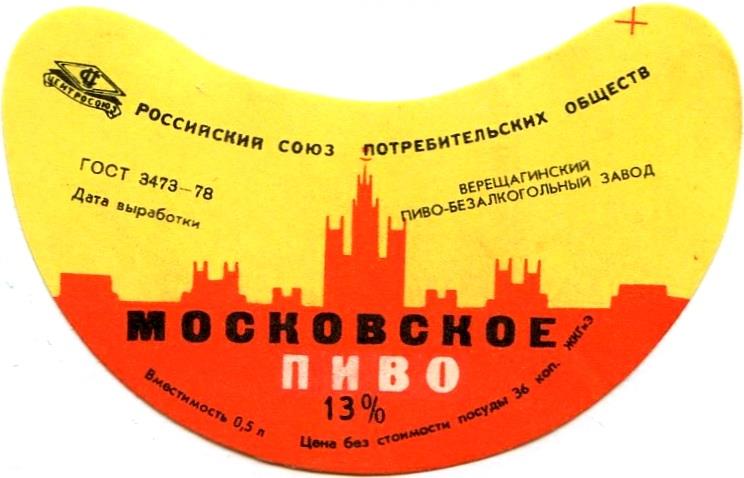 ЦЕНТРОСОЮЗ
РОССИЙСКИЙ СОЮЗ ПОТРЕБИТЕЛЬСКИХ ОБЩЕСТВ
ГОСТ 3473-78
Дата выработки
ВЕРЕЩАГИНСКИЙ
ПИВО-БЕЗАЛКОГОЛЬНЫЙ ЗАВОД
МОСКОВСКОЕ
ПИВО
13%
Вместимость 0,5 л
Цена без стоимости посуды 36 коп. ЖКГиЭ